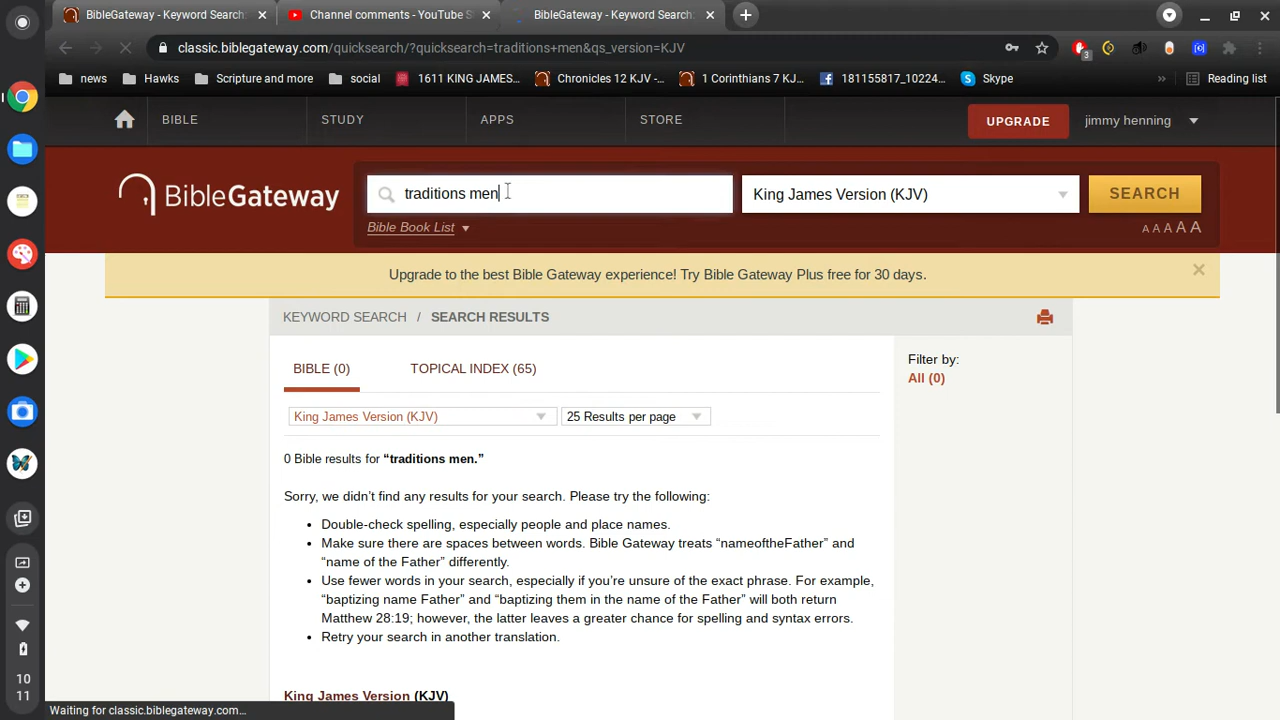 BibleGateway - Keyword Search:
Channel comments - YouTube S
BibleGateway - Keyword Search:
classic.biblegateway.com/quicksearch/?quicksearch=traditions+men&qs_version=KJV
3
news
Hawks
Scripture and more
social
1611 KING JAMES...
Chronicles 12 KJV -...
1 Corinthians 7 KJ...
181155817_10224...
Skype
»
Reading list
BIBLE
STUDY
APPS
STORE
UPGRADE
jimmy henning
BibleGateway
traditions men
King James Version (KJV)
SEARCH
Bible Book List
A A A A A
Upgrade to the best Bible Gateway experience! Try Bible Gateway Plus free for 30 days.
KEYWORD SEARCH / SEARCH RESULTS
BIBLE (0)
TOPICAL INDEX (65)
Filter by:
All (0)
King James Version (KJV)
25 Results per page
0 Bible results for “traditions men.”
Sorry, we didn’t find any results for your search. Please try the following:
• Double-check spelling, especially people and place names.
• Make sure there are spaces between words. Bible Gateway treats “nameoftheFather” and
“name of the Father” differently.
• Use fewer words in your search, especially if you’re unsure of the exact phrase. For example,
“baptizing name Father” and “baptizing them in the name of the Father” will both return
Matthew 28:19; however, the latter leaves a greater chance for spelling and syntax errors.
• Retry your search in another translation.
King James Version (KJV)
Waiting for classic.biblegateway.com...
10
11